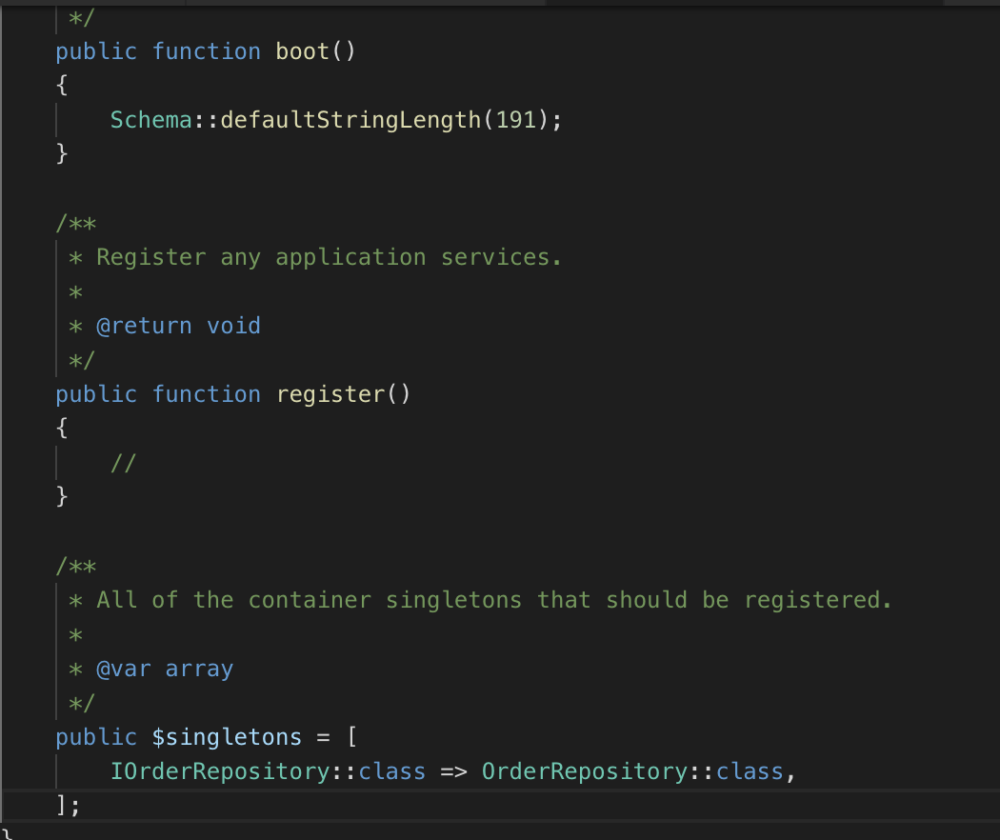 */
    public function boot()
    {
        Schema::defaultStringLength(191);
    }

    /**
     * Register any application services.
     *
     * @return void
     */
    public function register()
    {
        //
    }

    /**
     * All of the container singletons that should be registered.
     *
     * @var array
     */
    public $singletons = [
        IOrderRepository::class => OrderRepository::class,
    ];
}